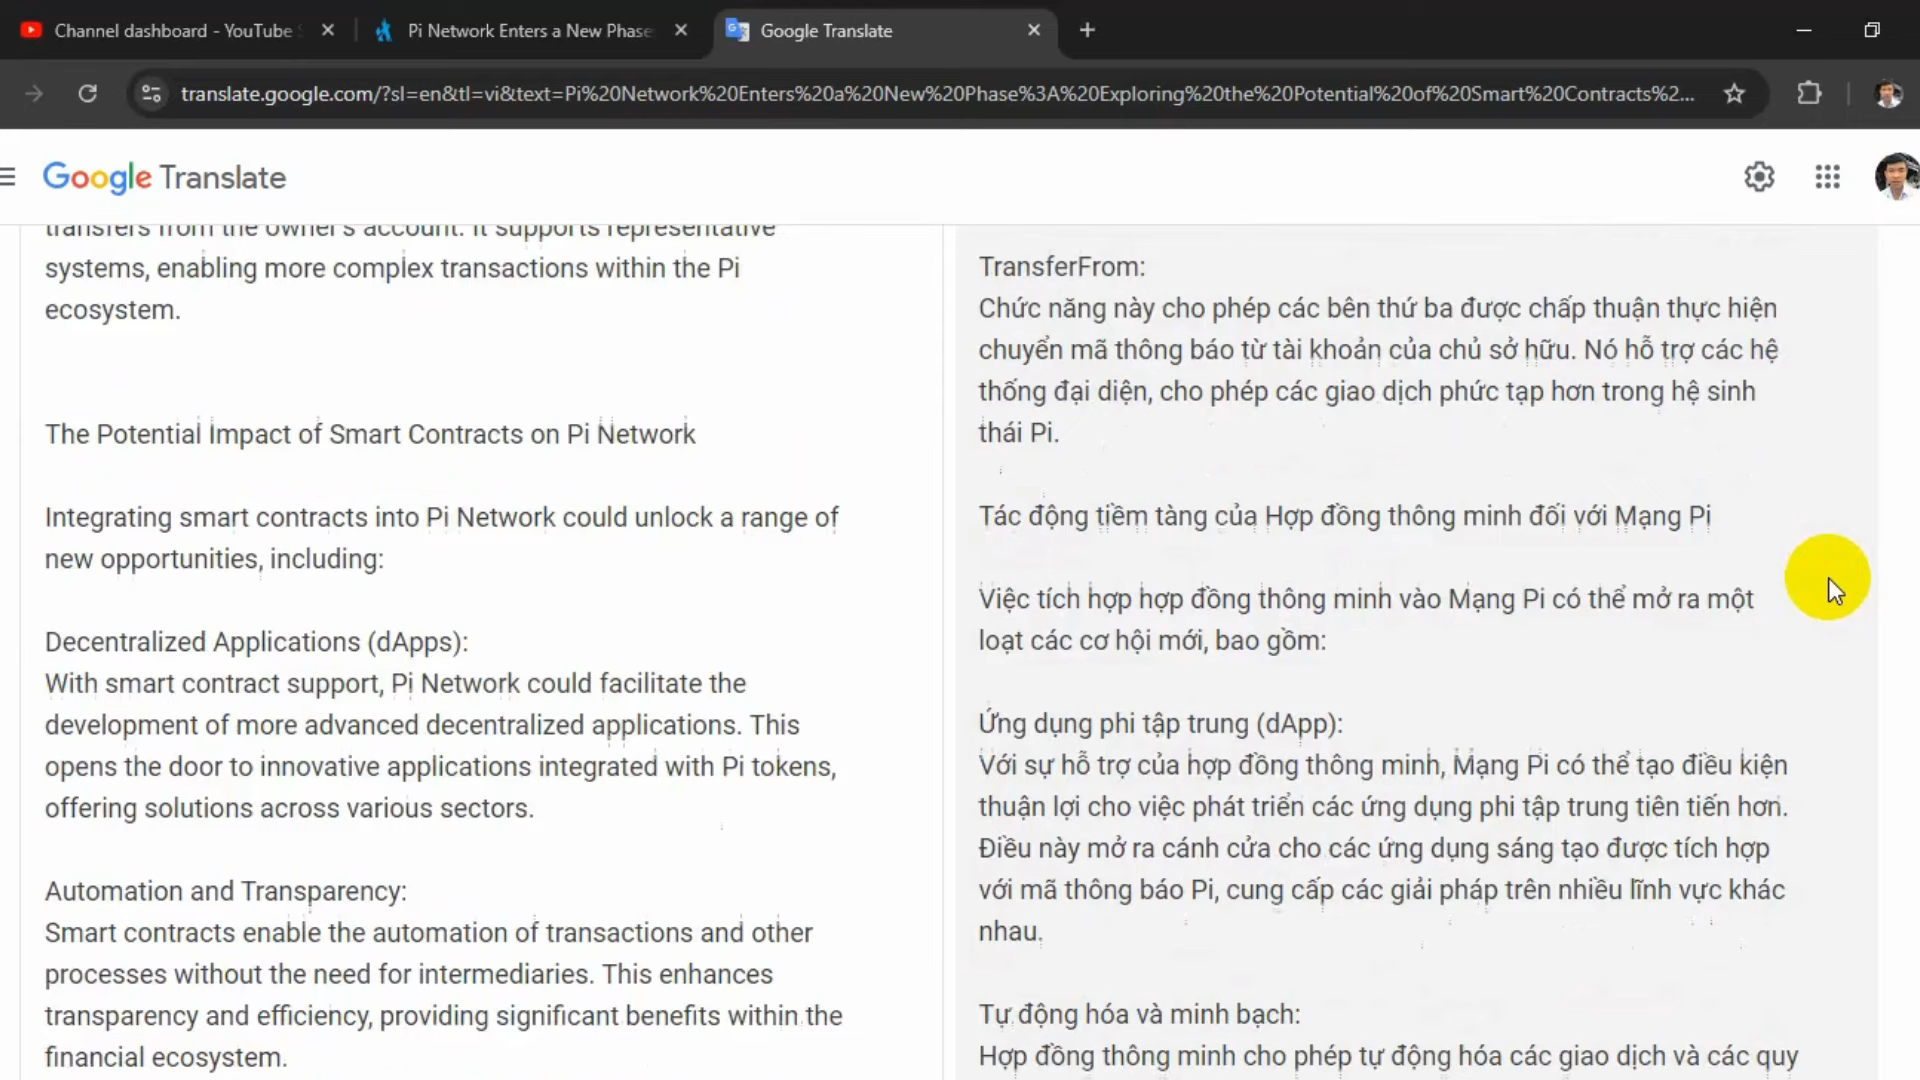 Channel dashboard - YouTube
Pi Network Enters a New Phase
Google Translate
translate.google.com/?sl=en&tl=vi&text=Pi%20Network%20Enters%20a%20New%20Phase%3A%20Exploring%20the%20Potential%20of%20Smart%20Contracts%2...
Google Translate
transfers from the owner's account. It supports representative
systems, enabling more complex transactions within the Pi
ecosystem.
The Potential Impact of Smart Contracts on Pi Network
Integrating smart contracts into Pi Network could unlock a range of
new opportunities, including:
Decentralized Applications (dApps):
With smart contract support, Pi Network could facilitate the
development of more advanced decentralized applications. This
opens the door to innovative applications integrated with Pi tokens,
offering solutions across various sectors.
Automation and Transparency:
Smart contracts enable the automation of transactions and other
processes without the need for intermediaries. This enhances
transparency and efficiency, providing significant benefits within the
financial ecosystem.
TransferFrom:
Chức năng này cho phép các bên thứ ba được chấp thuận thực hiện
chuyển mã thông báo từ tài khoản của chủ sở hữu. Nó hỗ trợ các hệ
thống đại diện, cho phép các giao dịch phức tạp hơn trong hệ sinh
thái Pi.
Tác động tiềm tàng của Hợp đồng thông minh đối với Mạng Pi
Việc tích hợp hợp đồng thông minh vào Mạng Pi có thể mở ra một
loạt các cơ hội mới, bao gồm:
Ứng dụng phi tập trung (dApp):
Với sự hỗ trợ của hợp đồng thông minh, Mạng Pi có thể tạo điều kiện
thuận lợi cho việc phát triển các ứng dụng phi tập trung tiên tiến hơn.
Điều này mở ra cánh cửa cho các ứng dụng sáng tạo được tích hợp
với mã thông báo Pi, cung cấp các giải pháp trên nhiều lĩnh vực khác
nhau.
Tự động hóa và minh bạch:
Hợp đồng thông minh cho phép tự động hóa các giao dịch và các quy